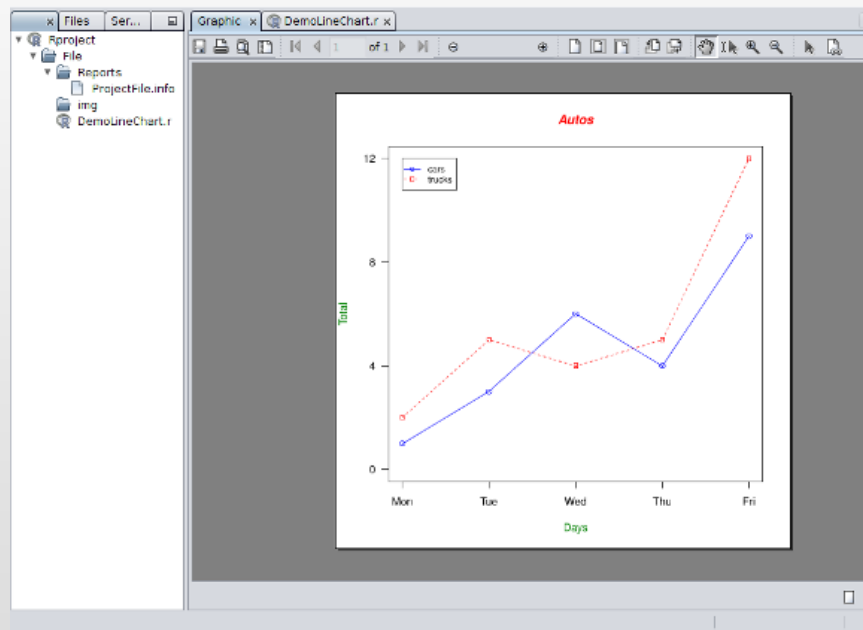 Files Ser...
Graphic DemoLineChart.r
1 of 1
Rproject
File
Reports
ProjectFile.info
img
DemoLineChart.r
Autos
cars
trucks
12
8
4
0
Total
Mon Tue Wed Thu Fri
Days